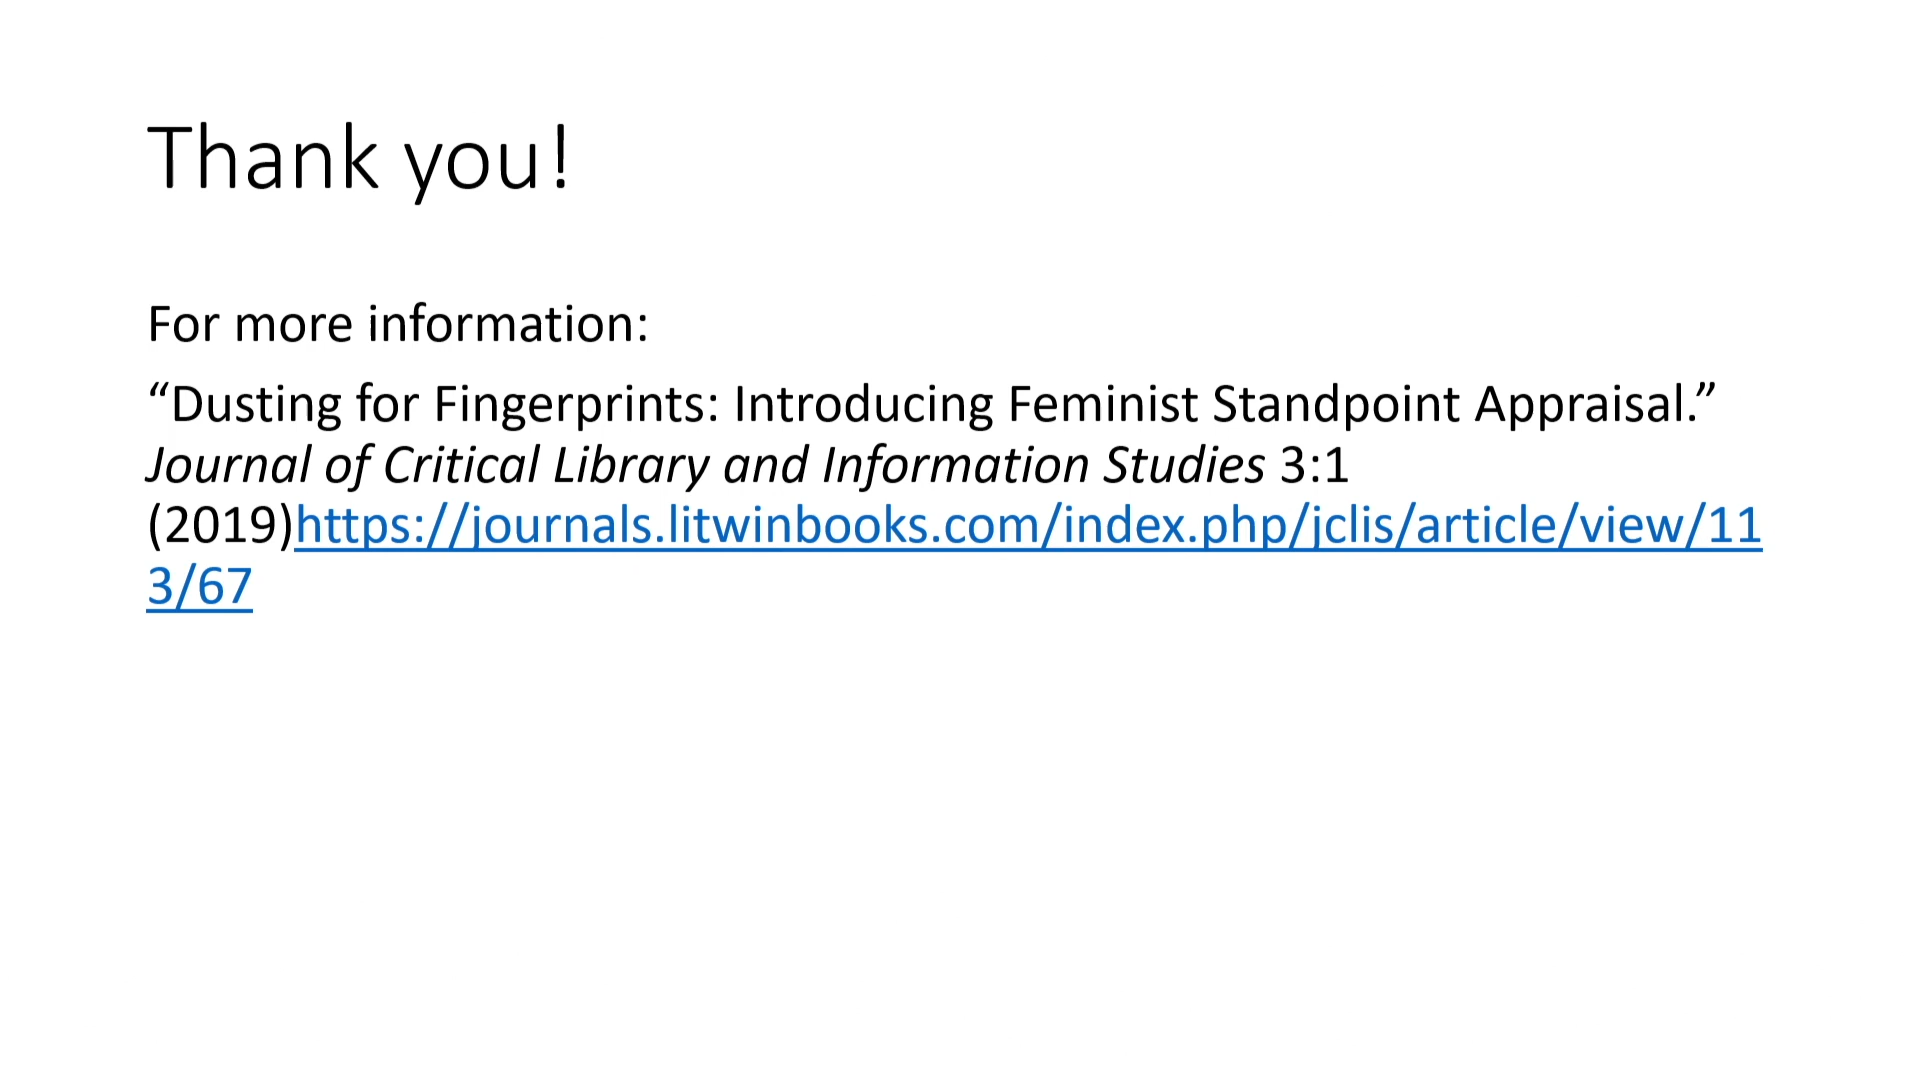 Thank you!
For more information:
“Dusting for Fingerprints: Introducing Feminist Standpoint Appraisal.”
Journal of Critical Library and Information Studies 3:1
(2019)https://journals.litwinbooks.com/index.php/jclis/article/view/11
3/67